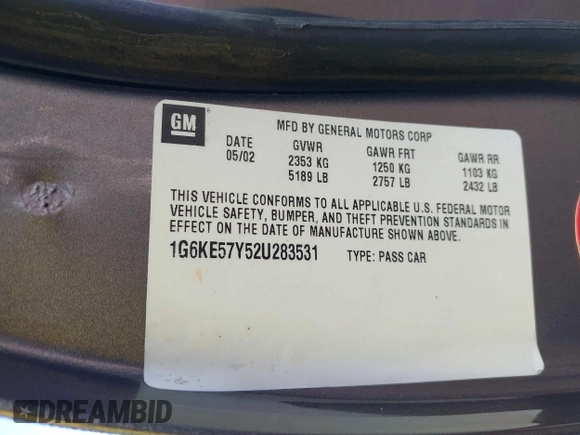 GM
MFD BY GENERAL MOTORS CORP
DATE GVWR GAWR FRT GAWR RR
05/02 2353 KG 1250 KG 1103 KG
5189 LB 2757 LB 2432 LB
THIS VEHICLE CONFORMS TO ALL APPLICABLE U.S. FEDERAL MOTOR
VEHICLE SAFETY, BUMPER, AND THEFT PREVENTION STANDARDS IN
EFFECT ON THE DATE OF MANUFACTURE SHOWN ABOVE.
1G6KE57Y52U283531 TYPE: PASS CAR
DREAMBID